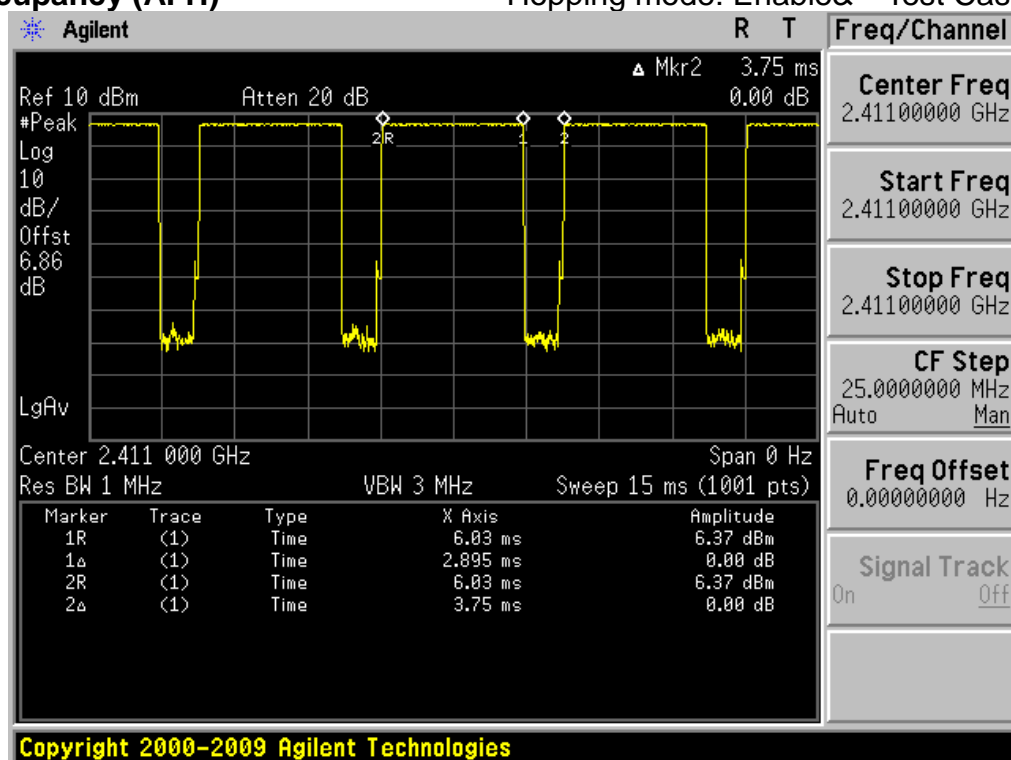 Hopping mode: Enable&
Agilent
R T
Freq/Channel
Δ Mkr2 3.75 ms
Ref 10 dBm Atten 20 dB 0.00 dB
#Peak
Log
10
dB/
Offst
6.86
dB
LgAv
2R
1
2
Center 2.411 000 GHz Span 0 Hz
Res BW 1 MHz VBW 3 MHz Sweep 15 ms (1001 pts)
Marker Trace Type X Axis Amplitude
1R (1) Time 6.03 ms 6.37 dBm
1Δ (1) Time 2.895 ms 0.00 dB
2R (1) Time 6.03 ms 6.37 dBm
2Δ (1) Time 3.75 ms 0.00 dB
Center Freq
2.41100000 GHz
Start Freq
2.41100000 GHz
Stop Freq
2.41100000 GHz
CF Step
25.0000000 MHz
Auto Man
Freq Offset
0.00000000 Hz
Signal Track
On Off
Copyright 2000-2009 Agilent Technologies